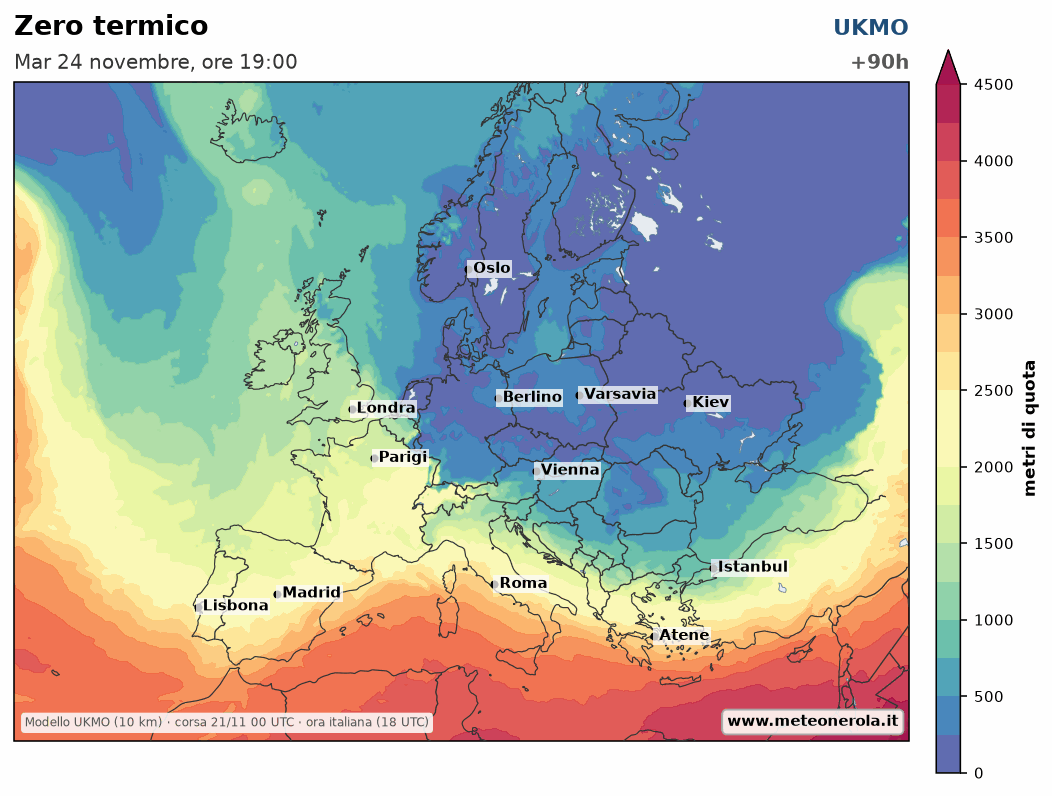 Zero termico
UKMO
Mar 24 novembre, ore 19:00
+90h
4500
4000
3500
3000
2500
2000
1500
1000
500
0
metri di quota
Oslo
Berlino
Varsavia
Kiev
Londra
Parigi
Vienna
Istanbul
Roma
Madrid
Lisbona
Atene
Modello UKMO (10 km) · corsa 21/11 00 UTC · ora italiana (18 UTC)
www.meteonerola.it